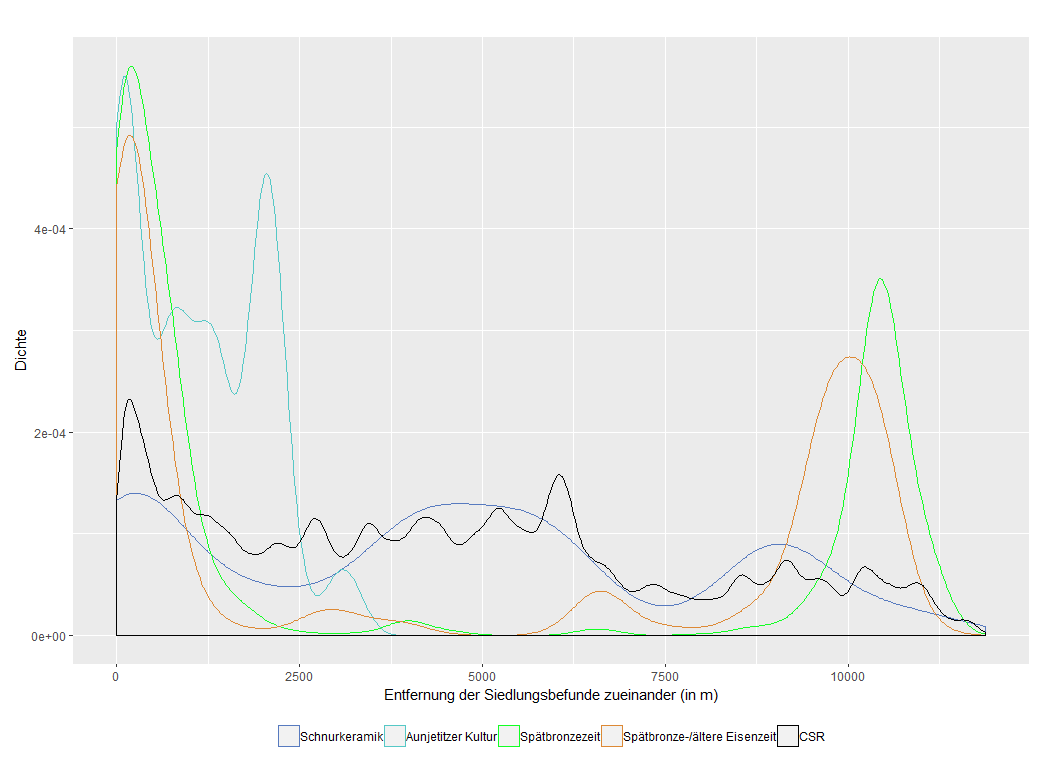 Dichte
4e-04
2e-04
0e+00
0 2500 5000 7500 10000
Entfernung der Siedlungsbefunde zueinander (in m)
Schnurkeramik Aunjetitzer Kultur Spätbronzezeit Spätbronze-/ältere Eisenzeit CSR